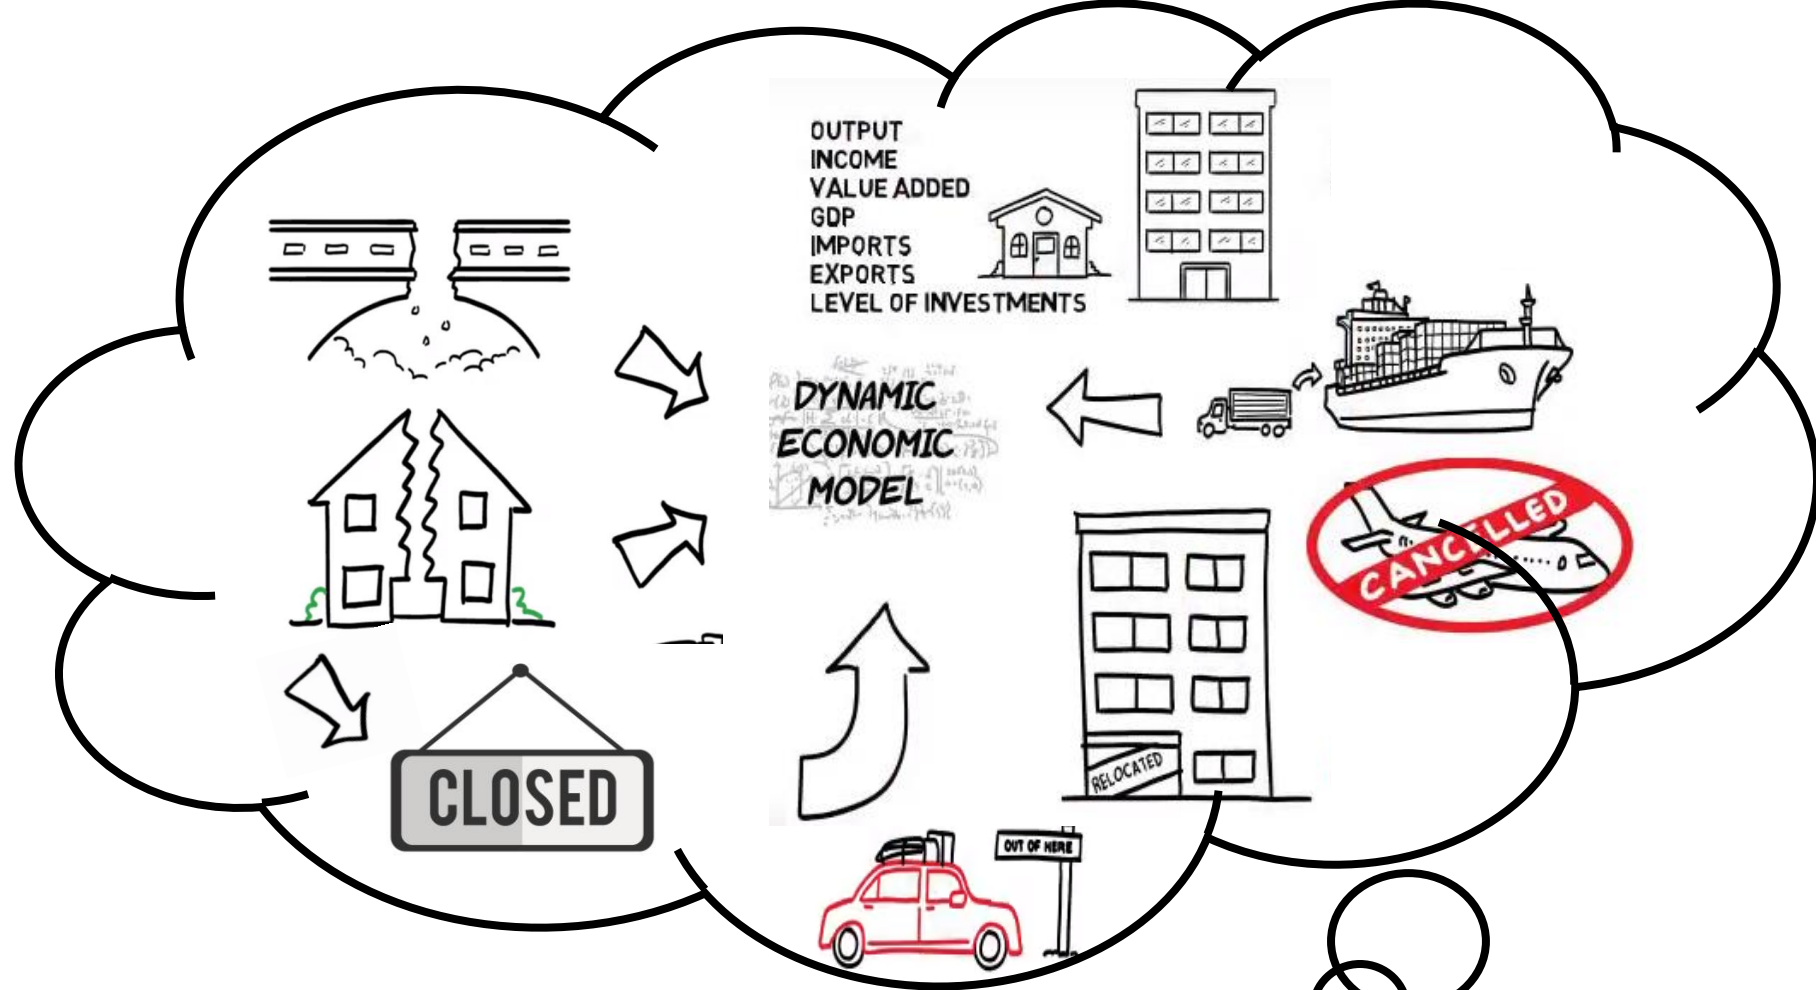 OUTPUT
INCOME
VALUE ADDED
GDP
IMPORTS
EXPORTS
LEVEL OF INVESTMENTS
DYNAMIC
ECONOMIC
MODEL
CANCELLED
RELOCATED
CLOSED
OUT OF HERE